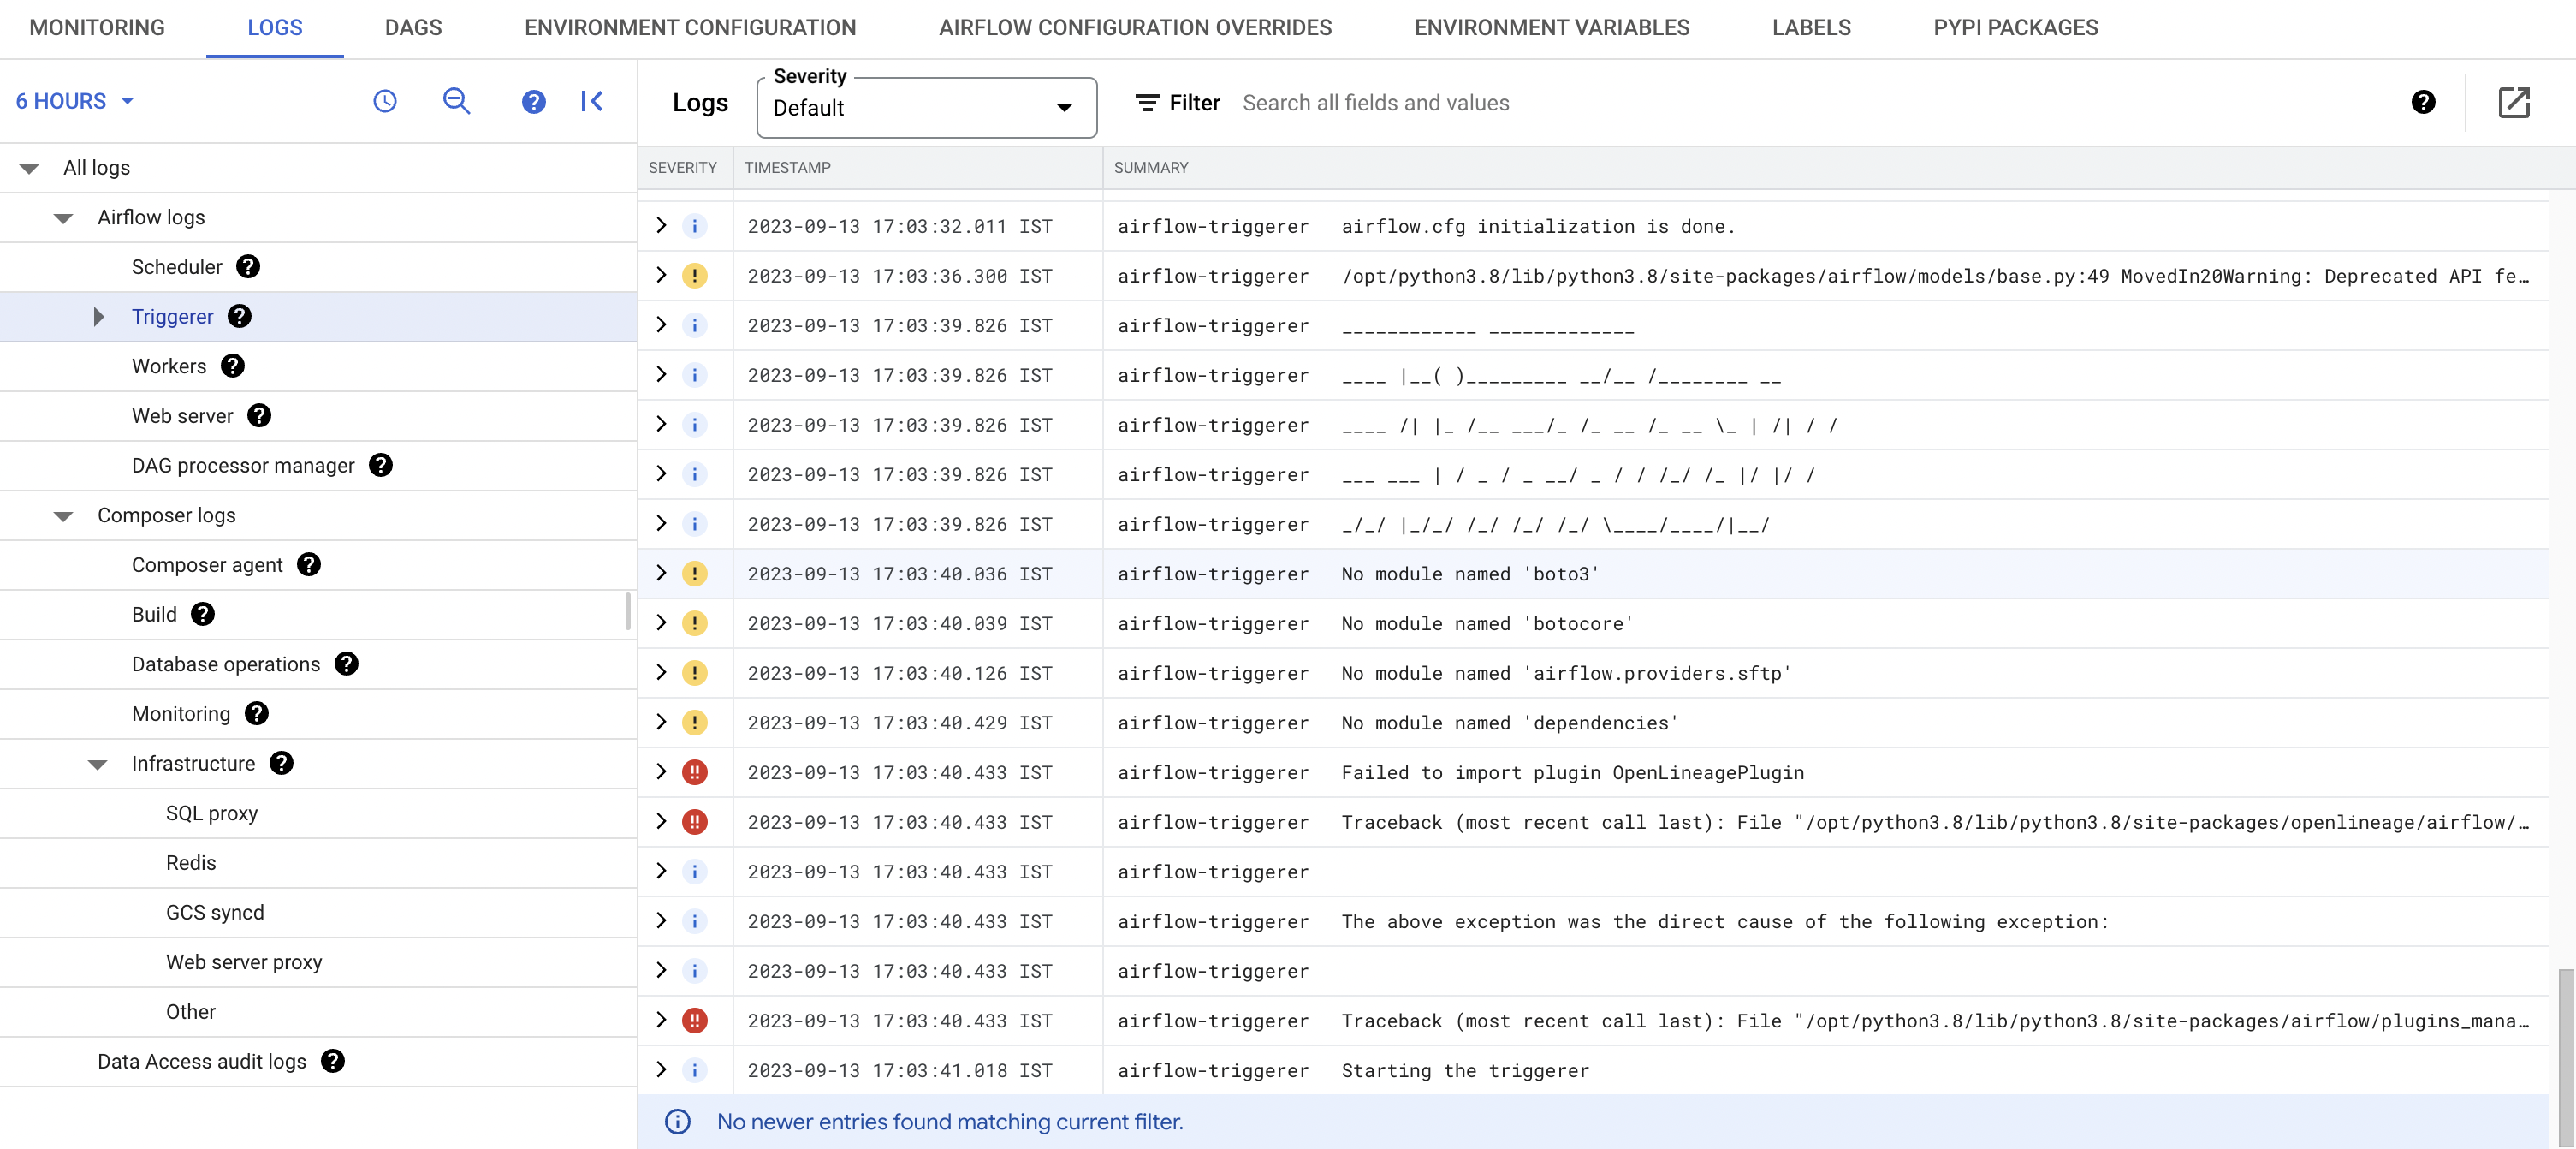 MONITORING LOGS DAGS ENVIRONMENT CONFIGURATION AIRFLOW CONFIGURATION OVERRIDES ENVIRONMENT VARIABLES LABELS PYPI PACKAGES
6 HOURS
All logs
Airflow logs
Scheduler
Triggerer
Workers
Web server
DAG processor manager
Composer logs
Composer agent
Build
Database operations
Monitoring
Infrastructure
SQL proxy
Redis
GCS syncd
Web server proxy
Other
Data Access audit logs
Logs Severity Default Filter Search all fields and values
SEVERITY TIMESTAMP SUMMARY
2023-09-13 17:03:32.011 IST airflow-triggerer airflow.cfg initialization is done.
2023-09-13 17:03:36.300 IST airflow-triggerer /opt/python3.8/lib/python3.8/site-packages/airflow/models/base.py:49 MovedIn20Warning: Deprecated API fe…
2023-09-13 17:03:39.826 IST airflow-triggerer ____________ _____________
2023-09-13 17:03:39.826 IST airflow-triggerer ____ |__( )_________ __/__ /________ __
2023-09-13 17:03:39.826 IST airflow-triggerer ____ /| |_ /__ ___/_ /_ __ /_ __ \_ | /| / /
2023-09-13 17:03:39.826 IST airflow-triggerer ___ ___ | / _ / _ __/ _ / / /_/ /_ |/ |/ /
2023-09-13 17:03:39.826 IST airflow-triggerer _/_/ |_/_/ /_/ /_/ /_/ \____/____/|__/
2023-09-13 17:03:40.036 IST airflow-triggerer No module named 'boto3'
2023-09-13 17:03:40.039 IST airflow-triggerer No module named 'botocore'
2023-09-13 17:03:40.126 IST airflow-triggerer No module named 'airflow.providers.sftp'
2023-09-13 17:03:40.429 IST airflow-triggerer No module named 'dependencies'
2023-09-13 17:03:40.433 IST airflow-triggerer Failed to import plugin OpenLineagePlugin
2023-09-13 17:03:40.433 IST airflow-triggerer Traceback (most recent call last): File "/opt/python3.8/lib/python3.8/site-packages/openlineage/airflow/…
2023-09-13 17:03:40.433 IST airflow-triggerer
2023-09-13 17:03:40.433 IST airflow-triggerer The above exception was the direct cause of the following exception:
2023-09-13 17:03:40.433 IST airflow-triggerer
2023-09-13 17:03:40.433 IST airflow-triggerer Traceback (most recent call last): File "/opt/python3.8/lib/python3.8/site-packages/airflow/plugins_mana…
2023-09-13 17:03:41.018 IST airflow-triggerer Starting the triggerer
No newer entries found matching current filter.